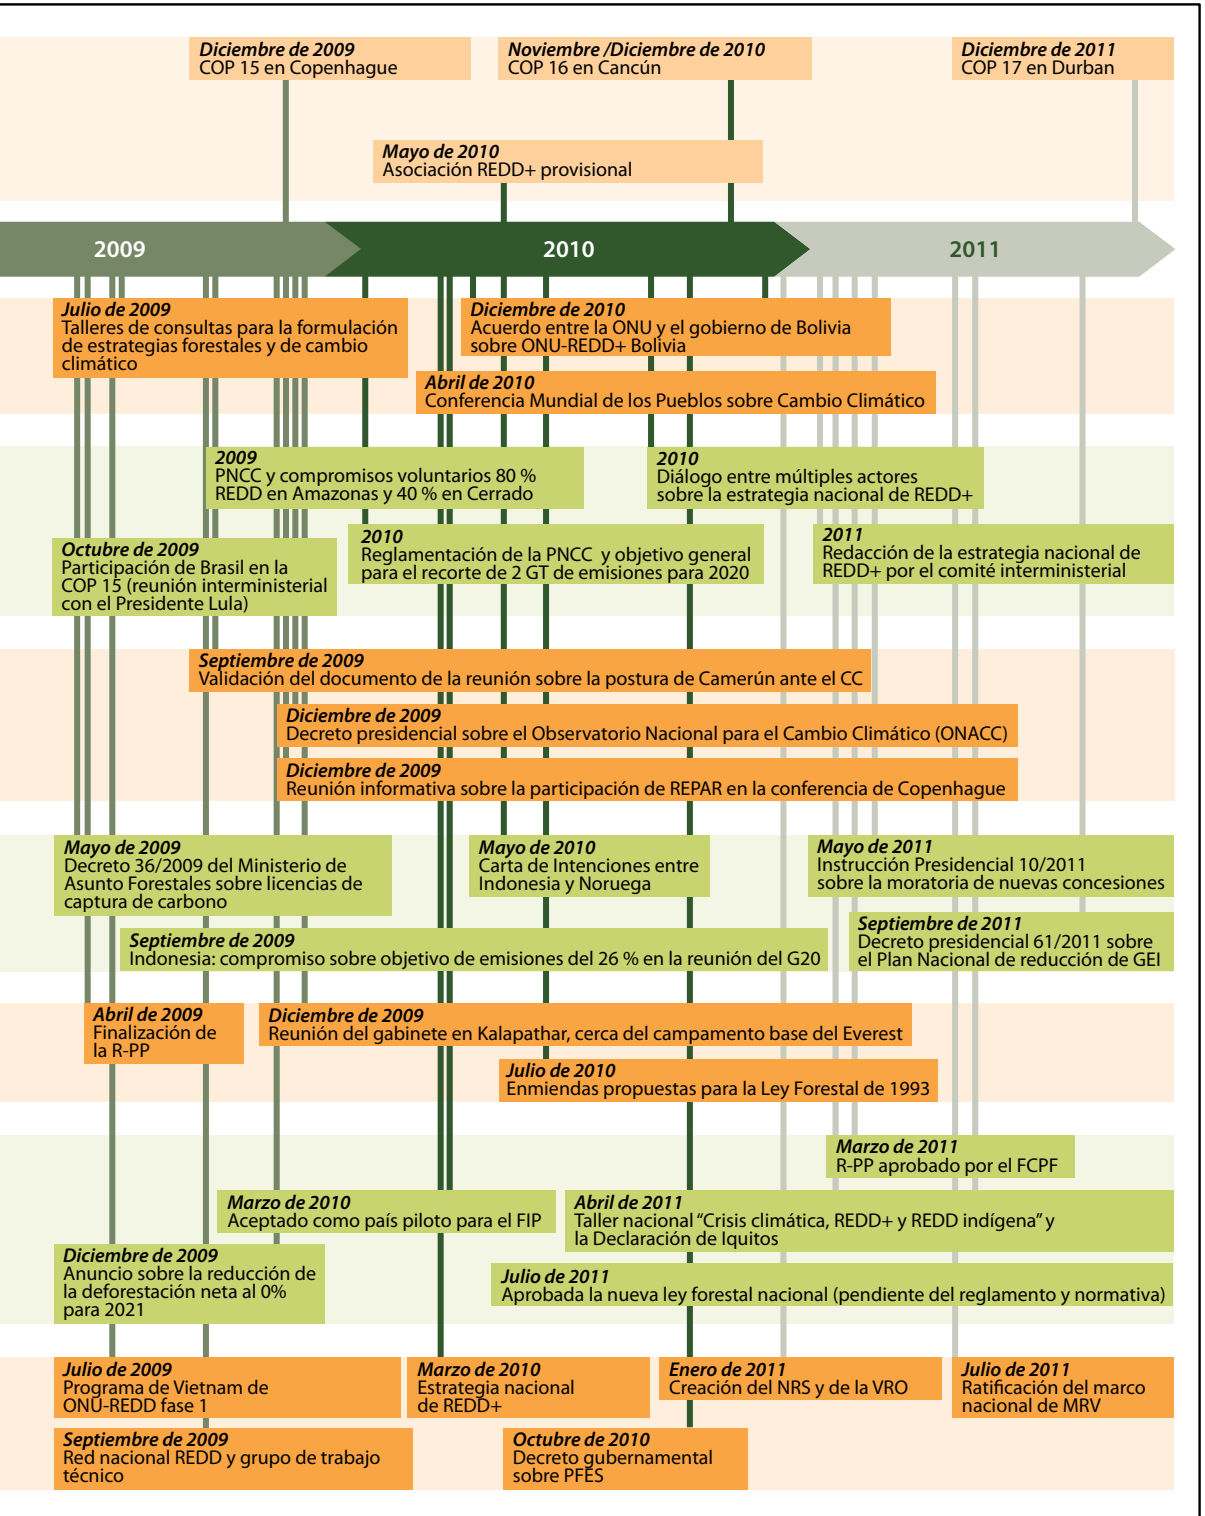 Diciembre de 2009
COP 15 en Copenhague
Noviembre /Diciembre de 2010
COP 16 en Cancún
Diciembre de 2011
COP 17 en Durban
Mayo de 2010
Asociación REDD+ provisional
2009
2010
2011
Julio de 2009
Talleres de consultas para la formulación
de estrategias forestales y de cambio
climático
Diciembre de 2010
Acuerdo entre la ONU y el gobierno de Bolivia
sobre ONU-REDD+ Bolivia
Abril de 2010
Conferencia Mundial de los Pueblos sobre Cambio Climático
2009
PNCC y compromisos voluntarios 80 %
REDD en Amazonas y 40 % en Cerrado
2010
Diálogo entre múltiples actores
sobre la estrategia nacional de REDD+
Octubre de 2009
Participación de Brasil en la
COP 15 (reunión interministerial
con el Presidente Lula)
2010
Reglamentación de la PNCC y objetivo general
para el recorte de 2 GT de emisiones para 2020
2011
Redacción de la estrategia nacional de
REDD+ por el comité interministerial
Septiembre de 2009
Validación del documento de la reunión sobre la postura de Camerún ante el CC
Diciembre de 2009
Decreto presidencial sobre el Observatorio Nacional para el Cambio Climático (ONACC)
Diciembre de 2009
Reunión informativa sobre la participación de REPAR en la conferencia de Copenhague
Mayo de 2009
Decreto 36/2009 del Ministerio de
Asunto Forestales sobre licencias de
captura de carbono
Mayo de 2010
Carta de Intenciones entre
Indonesia y Noruega
Mayo de 2011
Instrucción Presidencial 10/2011
sobre la moratoria de nuevas concesiones
Septiembre de 2009
Indonesia: compromiso sobre objetivo de emisiones del 26 % en la reunión del G20
Septiembre de 2011
Decreto presidencial 61/2011 sobre
el Plan Nacional de reducción de GEI
Abril de 2009
Finalización de
la R-PP
Diciembre de 2009
Reunión del gabinete en Kalapathar, cerca del campamento base del Everest
Julio de 2010
Enmiendas propuestas para la Ley Forestal de 1993
Marzo de 2011
R-PP aprobado por el FCPF
Marzo de 2010
Aceptado como país piloto para el FIP
Abril de 2011
Taller nacional “Crisis climática, REDD+ y REDD indígena” y
la Declaración de Iquitos
Diciembre de 2009
Anuncio sobre la reducción de
la deforestación neta al 0%
para 2021
Julio de 2011
Aprobada la nueva ley forestal nacional (pendiente del reglamento y normativa)
Julio de 2009
Programa de Vietnam de
ONU-REDD fase 1
Marzo de 2010
Estrategia nacional
de REDD+
Enero de 2011
Creación del NRS y de la VRO
Julio de 2011
Ratificación del marco
nacional de MRV
Septiembre de 2009
Red nacional REDD y grupo de trabajo
técnico
Octubre de 2010
Decreto gubernamental
sobre PFES